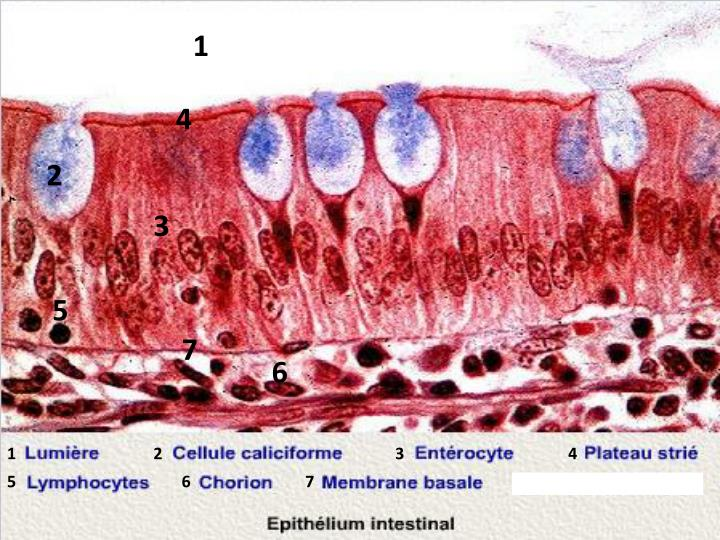 1
4
2
3
5
7
6
1 Lumière 2 Cellule caliciforme 3 Entérocyte 4 Plateau strié
5 Lymphocytes 6 Chorion 7 Membrane basale
Epithélium intestinal